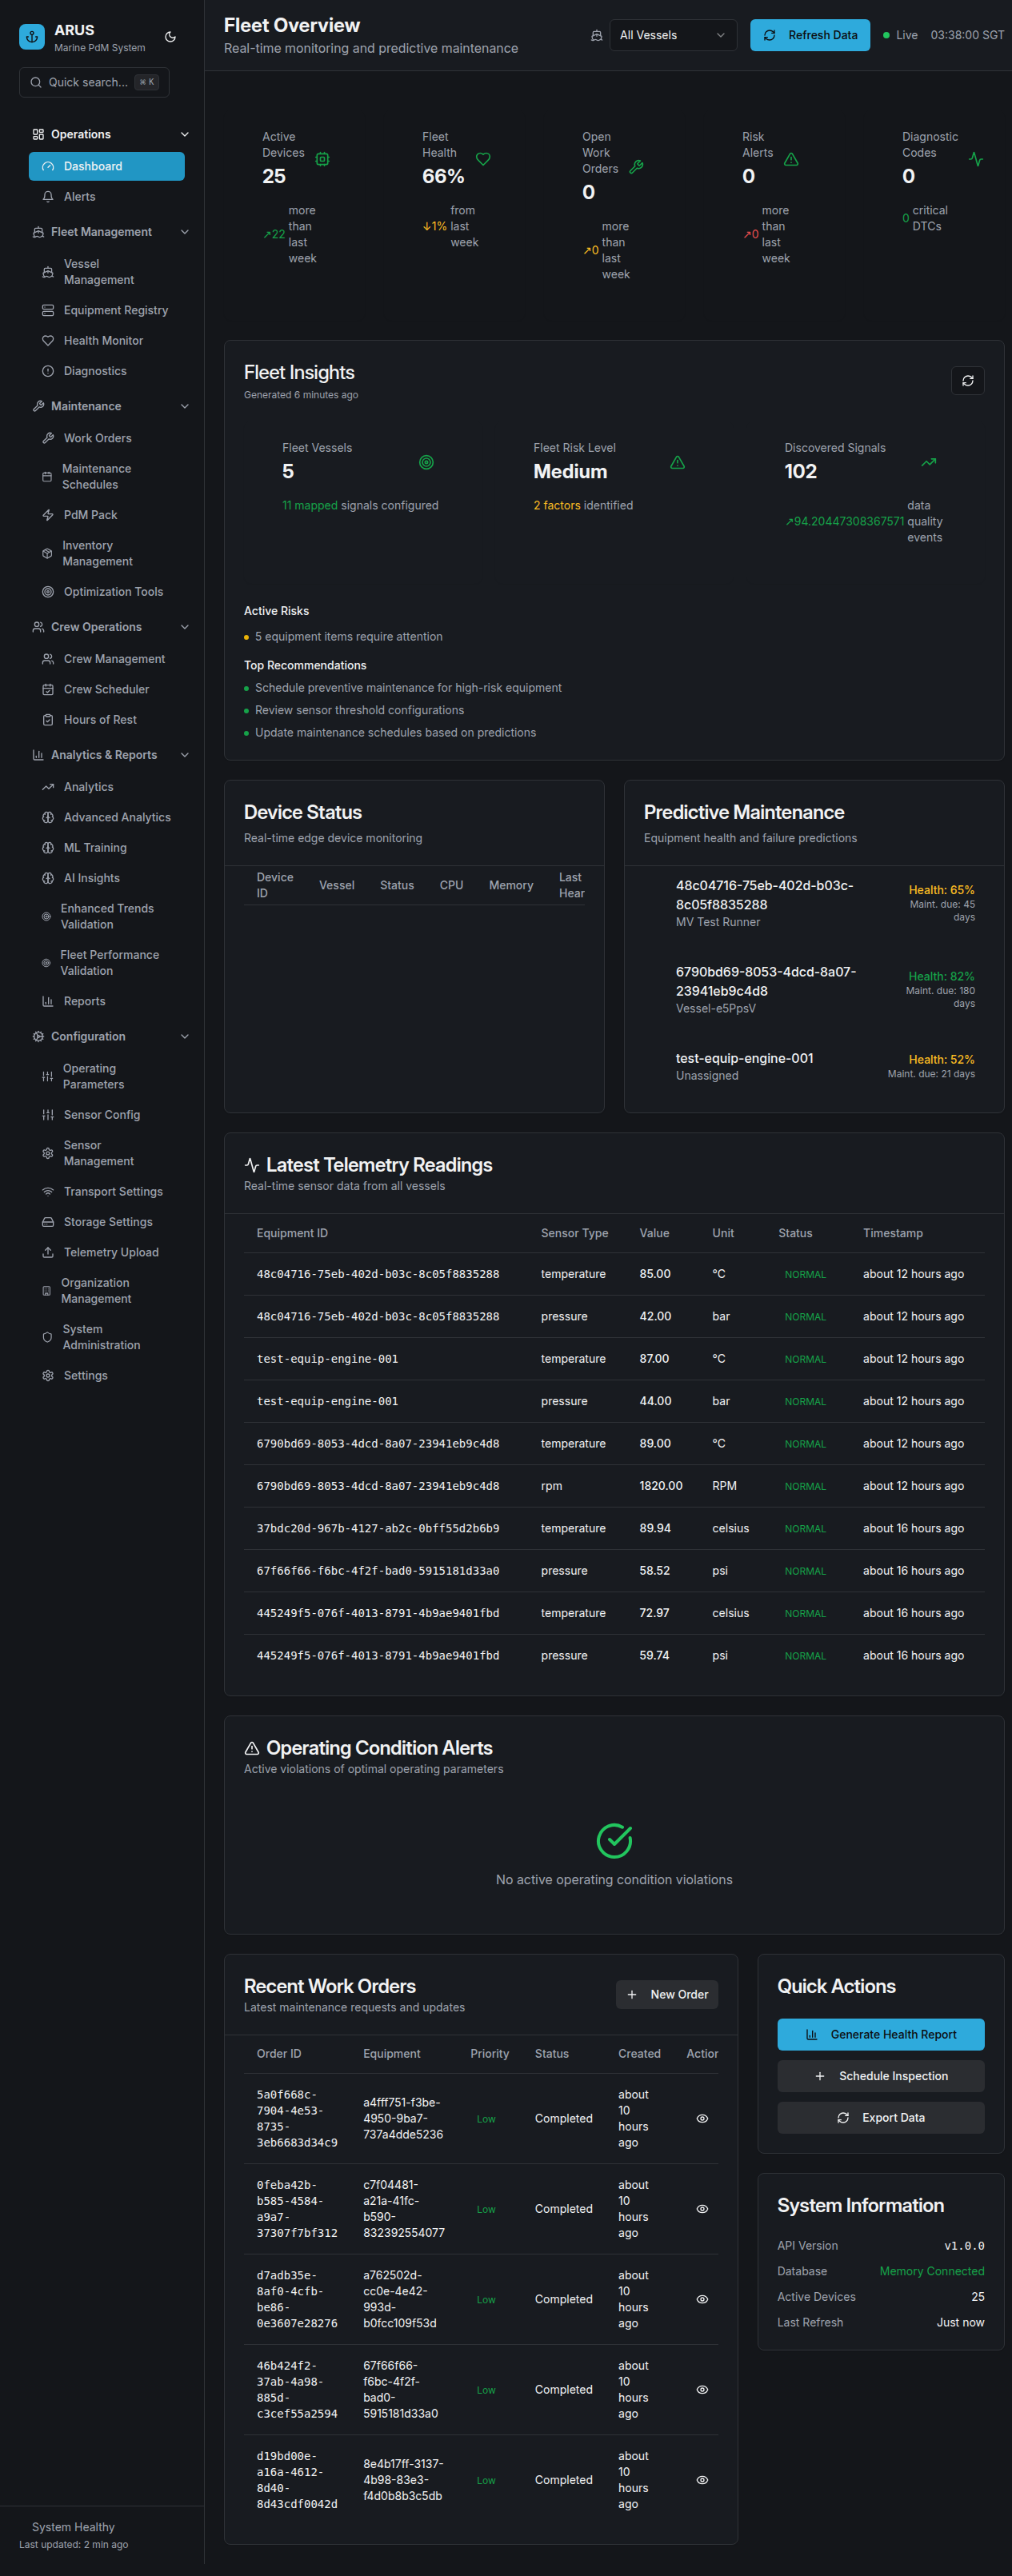 ARUS
Marine PdM System
Quick search...
⌘ K
Operations
Dashboard
Alerts
Fleet Management
Vessel
Management
Equipment Registry
Health Monitor
Diagnostics
Maintenance
Work Orders
Maintenance
Schedules
PdM Pack
Inventory
Management
Optimization Tools
Crew Operations
Crew Management
Crew Scheduler
Hours of Rest
Analytics & Reports
Analytics
Advanced Analytics
ML Training
AI Insights
Enhanced Trends
Validation
Fleet Performance
Validation
Reports
Configuration
Operating
Parameters
Sensor Config
Sensor
Management
Transport Settings
Storage Settings
Telemetry Upload
Organization
Management
System
Administration
Settings
System Healthy
Last updated: 2 min ago
Fleet Overview
Real-time monitoring and predictive maintenance
All Vessels
Refresh Data
Live
03:38:00 SGT
Active
Devices
25
↗22
more
than
last
week
Fleet
Health
66%
↓1%
from
last
week
Open
Work
Orders
0
↗0
more
than
last
week
Risk
Alerts
0
↗0
more
than
last
week
Diagnostic
Codes
0
0
critical
DTCs
Fleet Insights
Generated 6 minutes ago
Fleet Vessels
5
11 mapped signals configured
Fleet Risk Level
Medium
2 factors identified
Discovered Signals
102
↗94.20447308367571
data
quality
events
Active Risks
5 equipment items require attention
Top Recommendations
Schedule preventive maintenance for high-risk equipment
Review sensor threshold configurations
Update maintenance schedules based on predictions
Device Status
Real-time edge device monitoring
Device
ID
Vessel
Status
CPU
Memory
Last
Hear
Predictive Maintenance
Equipment health and failure predictions
48c04716-75eb-402d-b03c-
8c05f8835288
MV Test Runner
Health: 65%
Maint. due: 45
days
6790bd69-8053-4dcd-8a07-
23941eb9c4d8
Vessel-e5PpsV
Health: 82%
Maint. due: 180
days
test-equip-engine-001
Unassigned
Health: 52%
Maint. due: 21 days
Latest Telemetry Readings
Real-time sensor data from all vessels
Equipment ID Sensor Type Value Unit Status Timestamp
48c04716-75eb-402d-b03c-8c05f8835288 temperature 85.00 °C NORMAL about 12 hours ago
48c04716-75eb-402d-b03c-8c05f8835288 pressure 42.00 bar NORMAL about 12 hours ago
test-equip-engine-001 temperature 87.00 °C NORMAL about 12 hours ago
test-equip-engine-001 pressure 44.00 bar NORMAL about 12 hours ago
6790bd69-8053-4dcd-8a07-23941eb9c4d8 temperature 89.00 °C NORMAL about 12 hours ago
6790bd69-8053-4dcd-8a07-23941eb9c4d8 rpm 1820.00 RPM NORMAL about 12 hours ago
37bdc20d-967b-4127-ab2c-0bff55d2b6b9 temperature 89.94 celsius NORMAL about 16 hours ago
67f66f66-f6bc-4f2f-bad0-5915181d33a0 pressure 58.52 psi NORMAL about 16 hours ago
445249f5-076f-4013-8791-4b9ae9401fbd temperature 72.97 celsius NORMAL about 16 hours ago
445249f5-076f-4013-8791-4b9ae9401fbd pressure 59.74 psi NORMAL about 16 hours ago
Operating Condition Alerts
Active violations of optimal operating parameters
No active operating condition violations
Recent Work Orders
Latest maintenance requests and updates
New Order
Order ID Equipment Priority Status Created Action
5a0f668c-
7904-4e53-
8735-
3eb6683d34c9
a4fff751-f3be-
4950-9ba7-
737a4dde5236
Low
Completed
about
10
hours
ago
0feba42b-
b585-4584-
a9a7-
37307f7bf312
c7f04481-
a21a-41fc-
b590-
832392554077
Low
Completed
about
10
hours
ago
d7adb35e-
8af0-4cfb-
be86-
0e3607e28276
a762502d-
cc0e-4e42-
993d-
b0fcc109f53d
Low
Completed
about
10
hours
ago
46b424f2-
37ab-4a98-
885d-
c3cef55a2594
67f66f66-
f6bc-4f2f-
bad0-
5915181d33a0
Low
Completed
about
10
hours
ago
d19bd00e-
a16a-4612-
8d40-
8d43cdf0042d
8e4b17ff-3137-
4b98-83e3-
f4d0b8b3c5db
Low
Completed
about
10
hours
ago
Quick Actions
Generate Health Report
Schedule Inspection
Export Data
System Information
API Version v1.0.0
Database Memory Connected
Active Devices 25
Last Refresh Just now